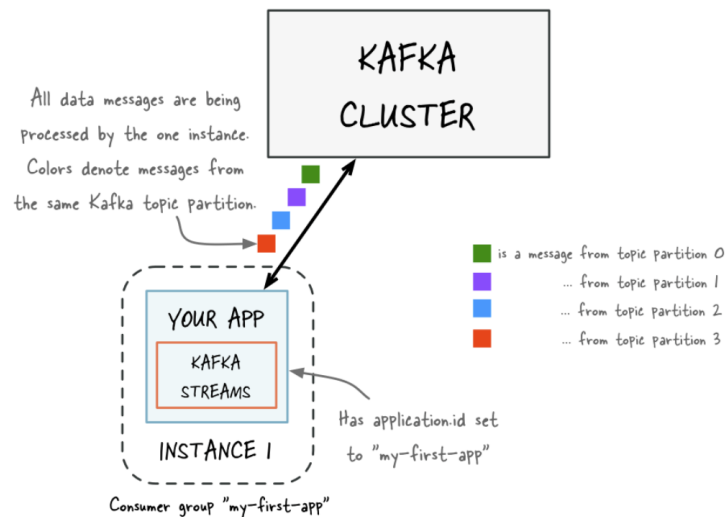 KAFKA
CLUSTER
All data messages are being
processed by the one instance.
Colors denote messages from
the same Kafka topic partition.
is a message from topic partition 0
... from topic partition 1
... from topic partition 2
... from topic partition 3
YOUR APP
KAFKA
STREAMS
INSTANCE 1
Has application.id set
to "my-first-app"
Consumer group "my-first-app"